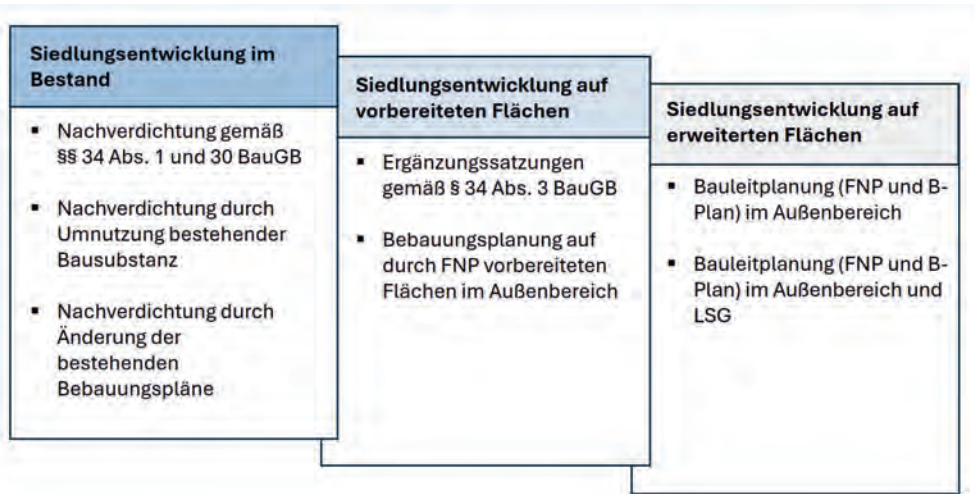 Siedlungsentwicklung im
Bestand
▪ Nachverdichtung gemäß
§§ 34 Abs. 1 und 30 BauGB
▪ Nachverdichtung durch
Umnutzung bestehender
Bausubstanz
▪ Nachverdichtung durch
Änderung der
bestehenden
Bebauungspläne
Siedlungsentwicklung auf
vorbereiteten Flächen
▪ Ergänzungssatzungen
gemäß § 34 Abs. 3 BauGB
▪ Bebauungsplanung auf
durch FNP vorbereiteten
Flächen im Außenbereich
Siedlungsentwicklung auf
erweiterten Flächen
▪ Bauleitplanung (FNP und B-
Plan) im Außenbereich
▪ Bauleitplanung (FNP und B-
Plan) im Außenbereich und
LSG